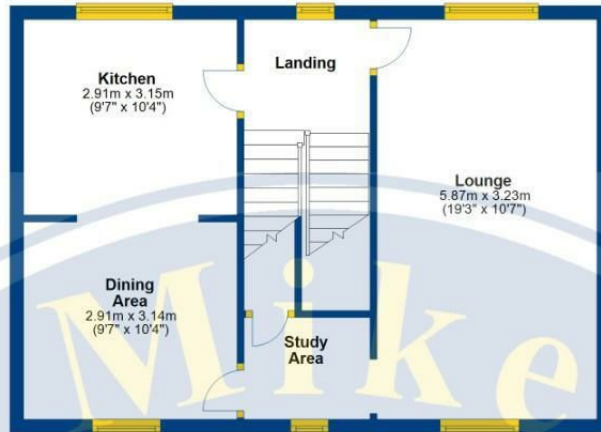 Kitchen
2.91m x 3.15m
(9'7" x 10'4")
Landing
Lounge
5.87m x 3.23m
(19'3" x 10'7")
Dining
Area
2.91m x 3.14m
(9'7" x 10'4")
Study
Area
Mike